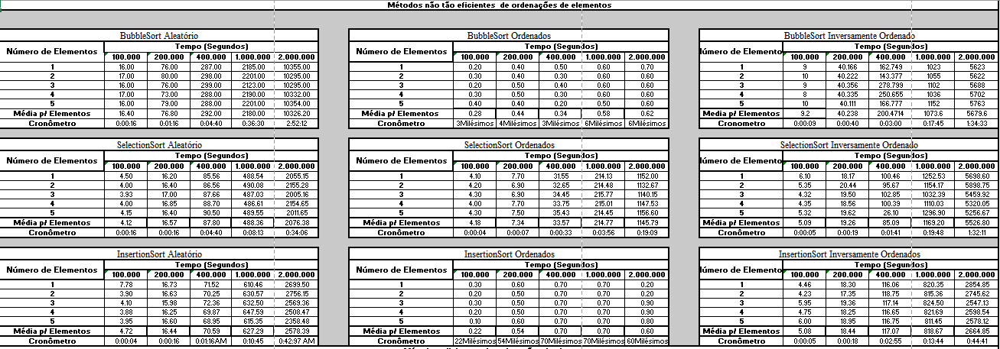 Métodos não tão eficientes de ordenações de elementos
BubbleSort Aleatório
Número de Elementos Tempo (Segundos)
100.000 200.000 400.000 1.000.000 2.000.000
1 16.00 76.00 287.00 2185.00 10355.00
2 17.00 80.00 298.00 2201.00 10295.00
3 16.00 76.00 299.00 2123.00 10295.00
4 17.00 73.00 288.00 2190.00 10332.00
5 16.00 79.00 288.00 2201.00 10354.00
Média p/ Elementos 16.40 76.80 292.00 2180.00 10326.20
Cronômetro 0:00:16 0:01:16 0:04:40 0:36:30 2:52:12
BubbleSort Ordenados
Número de Elementos Tempo (Segundos)
100.000 200.000 400.000 1.000.000 2.000.000
1 0.20 0.40 0.50 0.60 0.70
2 0.30 0.40 0.30 0.60 0.60
3 0.20 0.50 0.40 0.60 0.60
4 0.30 0.50 0.30 0.60 0.60
5 0.40 0.40 0.20 0.50 0.60
Média p/ Elementos 0.28 0.44 0.34 0.58 0.62
Cronômetro 3Milésimos 4Milésimos 3Milésimos 6Milésimos 6Milésimos
BubbleSort Inversamente Ordenado
úmero de Elemento Tempo (Segundos)
100.000 200.000 400.000 1.000.000 2.000.000
1 9 40.166 162.749 1023 5623
2 10 40.222 143.377 1055 5622
3 9 40.356 278.799 1102 5688
4 8 40.335 250.655 1036 5702
5 10 40.111 166.777 1152 5763
Media p/ Elementos 9.2 40.238 200.4714 1073.6 5679.6
Cronometro 0:00:09 0:00:40 0:03:00 0:17:45 1:34:33
SelectionSort Aleatório
Número de Elementos Tempo (Segundos)
100.000 200.000 400.000 1.000.000 2.000.000
1 4.50 16.20 85.56 488.54 2055.15
2 4.00 16.40 86.56 490.08 2155.28
3 3.93 17.00 87.66 487.03 2005.16
4 4.00 16.85 88.70 486.61 2154.65
5 4.15 16.40 90.50 489.55 2011.65
Média p/ Elementos 4.12 16.57 87.80 488.36 2076.38
Cronômetro 0:00:16 0:00:16 0:04:40 0:08:13 0:34:06
SelectionSort Ordenados
Número de Elementos Tempo (Segundos)
100.000 200.000 400.000 1.000.000 2.000.000
1 4.10 7.70 31.55 214.13 1152.00
2 4.20 6.90 32.65 214.48 1132.67
3 4.30 6.90 34.45 215.77 1140.15
4 4.00 7.70 33.75 215.01 1147.53
5 4.30 7.50 35.43 214.45 1156.60
Média p/ Elementos 4.18 7.34 33.57 214.77 1145.79
Cronômetro 0:00:04 0:00:07 0:00:33 0:03:56 0:19:09
SelectionSort Inversamente Ordenado
úmero de Elemento Tempo (Segundos)
100.000 200.000 400.000 1.000.000 2.000.000
1 6.10 18.17 100.46 1252.53 5698.60
2 5.35 20.44 95.67 1154.17 5898.75
3 4.32 19.50 102.85 1032.39 5459.92
4 4.35 18.56 100.39 1110.03 5320.05
5 5.32 19.62 26.10 1296.90 5256.67
Média p/ Elementos 5.09 19.26 85.09 1169.20 5526.80
Cronômetro 0:00:05 0:00:19 0:01:41 0:19:48 1:32:11
InsertionSort Aleatório
Número de Elementos Tempo (Segundos)
100.000 200.000 400.000 1.000.000 2.000.000
1 7.78 16.73 71.52 610.46 2699.50
2 3.90 16.63 70.25 630.57 2756.15
3 4.10 15.98 72.36 632.50 2569.36
4 3.88 16.25 69.87 647.59 2508.47
5 3.95 16.60 68.95 615.35 2358.48
Média p/ Elementos 4.72 16.44 70.59 627.29 2578.39
Cronômetro 0:00:04 0:00:16 0:01:16AM 0:10:45 0:42:97 AM
InsertionSort Ordenados
Número de Elementos Tempo (Segundos)
100.000 200.000 400.000 1.000.000 2.000.000
1 0.30 0.60 0.70 0.70 0.20
2 0.20 0.50 0.70 0.70 0.20
3 0.30 0.50 0.70 0.70 0.90
4 0.20 0.50 0.70 0.70 0.90
5 0.10 0.60 0.70 0.70 0.80
Média p/ Elementos 0.22 0.54 0.70 0.70 0.60
Cronômetro 22Milésimos 54Milésimos 70Milésimos 70Milésimos 60Milésimos
InsertionSort Inversamente Ordenados
úmero de Elemento Tempo (Segundos)
100.000 200.000 400.000 1.000.000 2.000.000
1 4.46 18.30 116.06 820.35 2854.85
2 4.23 17.35 118.75 815.36 2745.62
3 5.95 19.36 117.14 824.50 2547.13
4 4.75 18.25 116.65 821.69 2598.54
5 6.00 18.95 116.75 811.45 2578.12
Média p/ Elementos 5.08 18.44 117.07 818.67 2664.85
Cronômetro 0:00:05 0:00:18 0:02:55 0:13:44 0:44:41